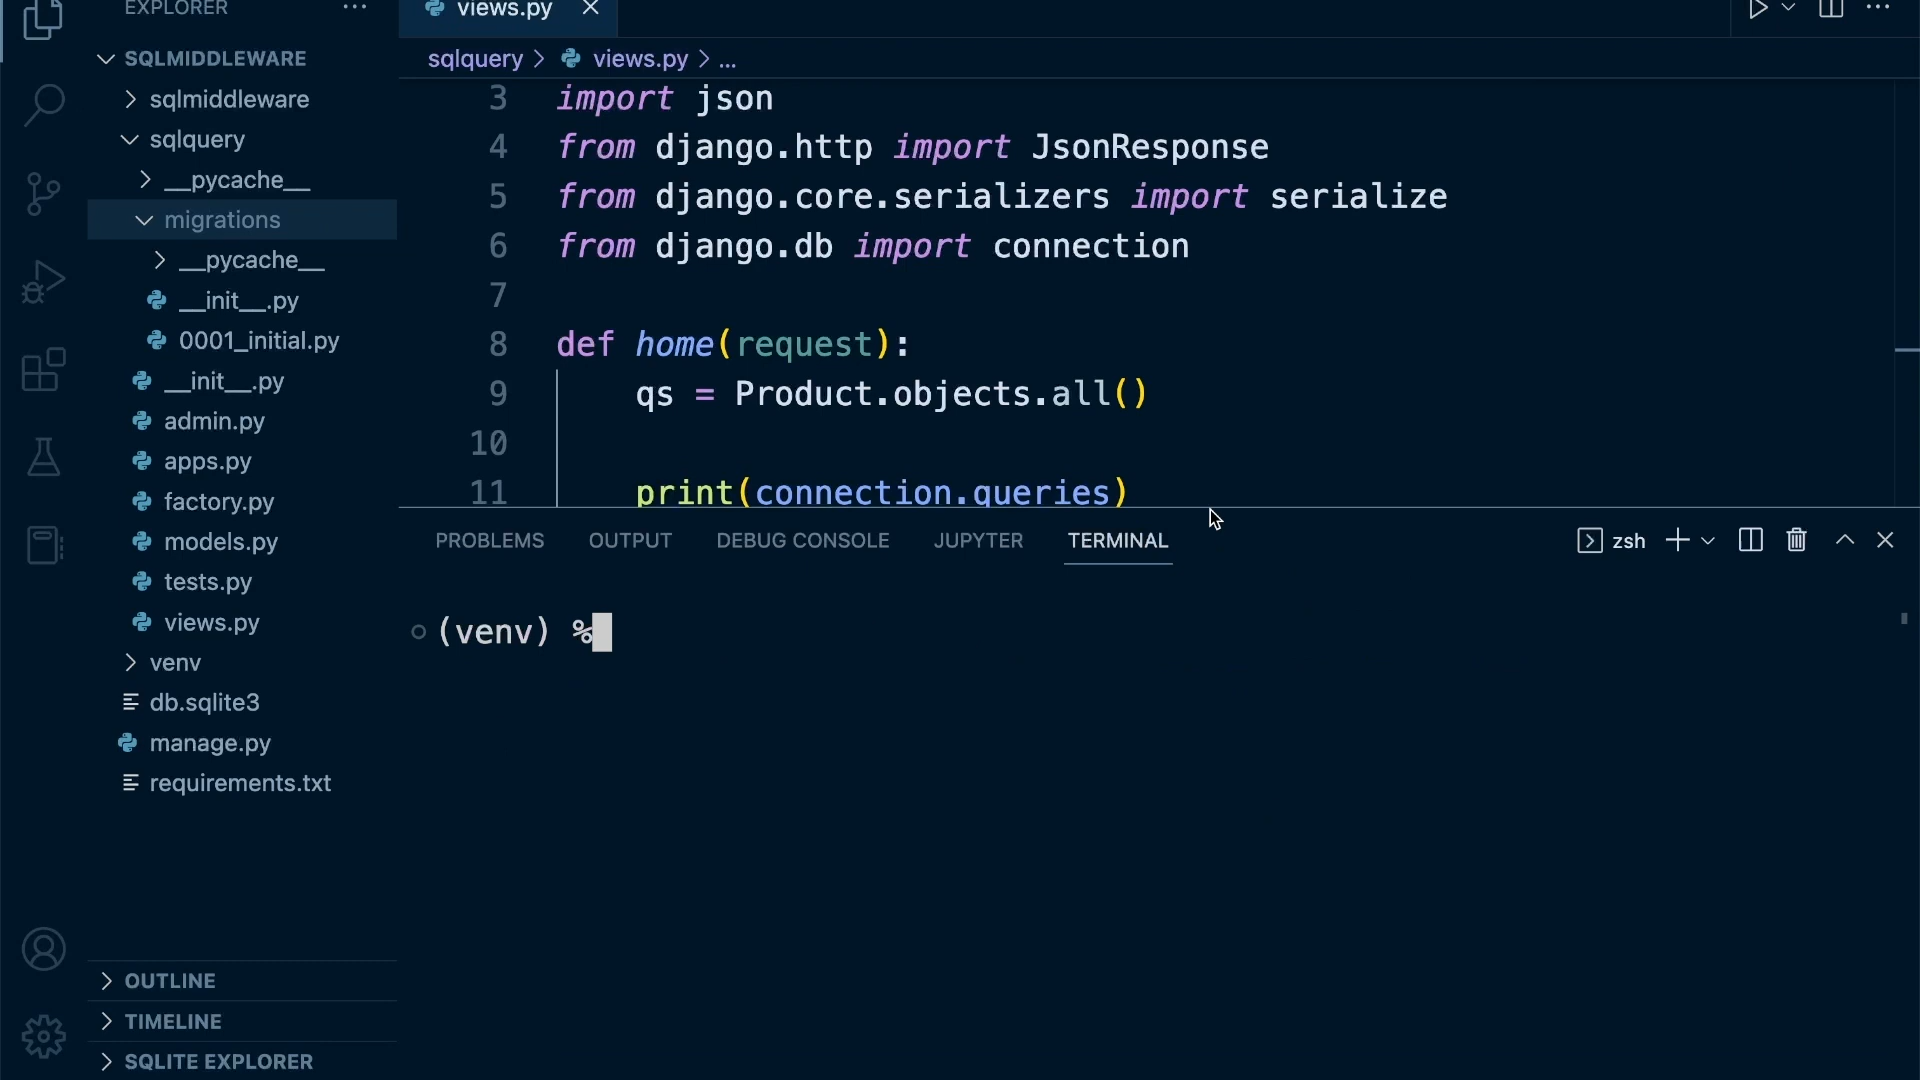 EXPLORER
SQLMIDDLEWARE
sqlmiddleware
sqlquery
__pycache__
migrations
__pycache__
__init__.py
0001_initial.py
__init__.py
admin.py
apps.py
factory.py
models.py
tests.py
views.py
venv
db.sqlite3
manage.py
requirements.txt
OUTLINE
TIMELINE
SQLITE EXPLORER
views.py
sqlquery > views.py > ...
3 import json
4 from django.http import JsonResponse
5 from django.core.serializers import serialize
6 from django.db import connection
7
8 def home(request):
9 qs = Product.objects.all()
10
11 print(connection.queries)
PROBLEMS OUTPUT DEBUG CONSOLE JUPYTER TERMINAL zsh
(venv) %